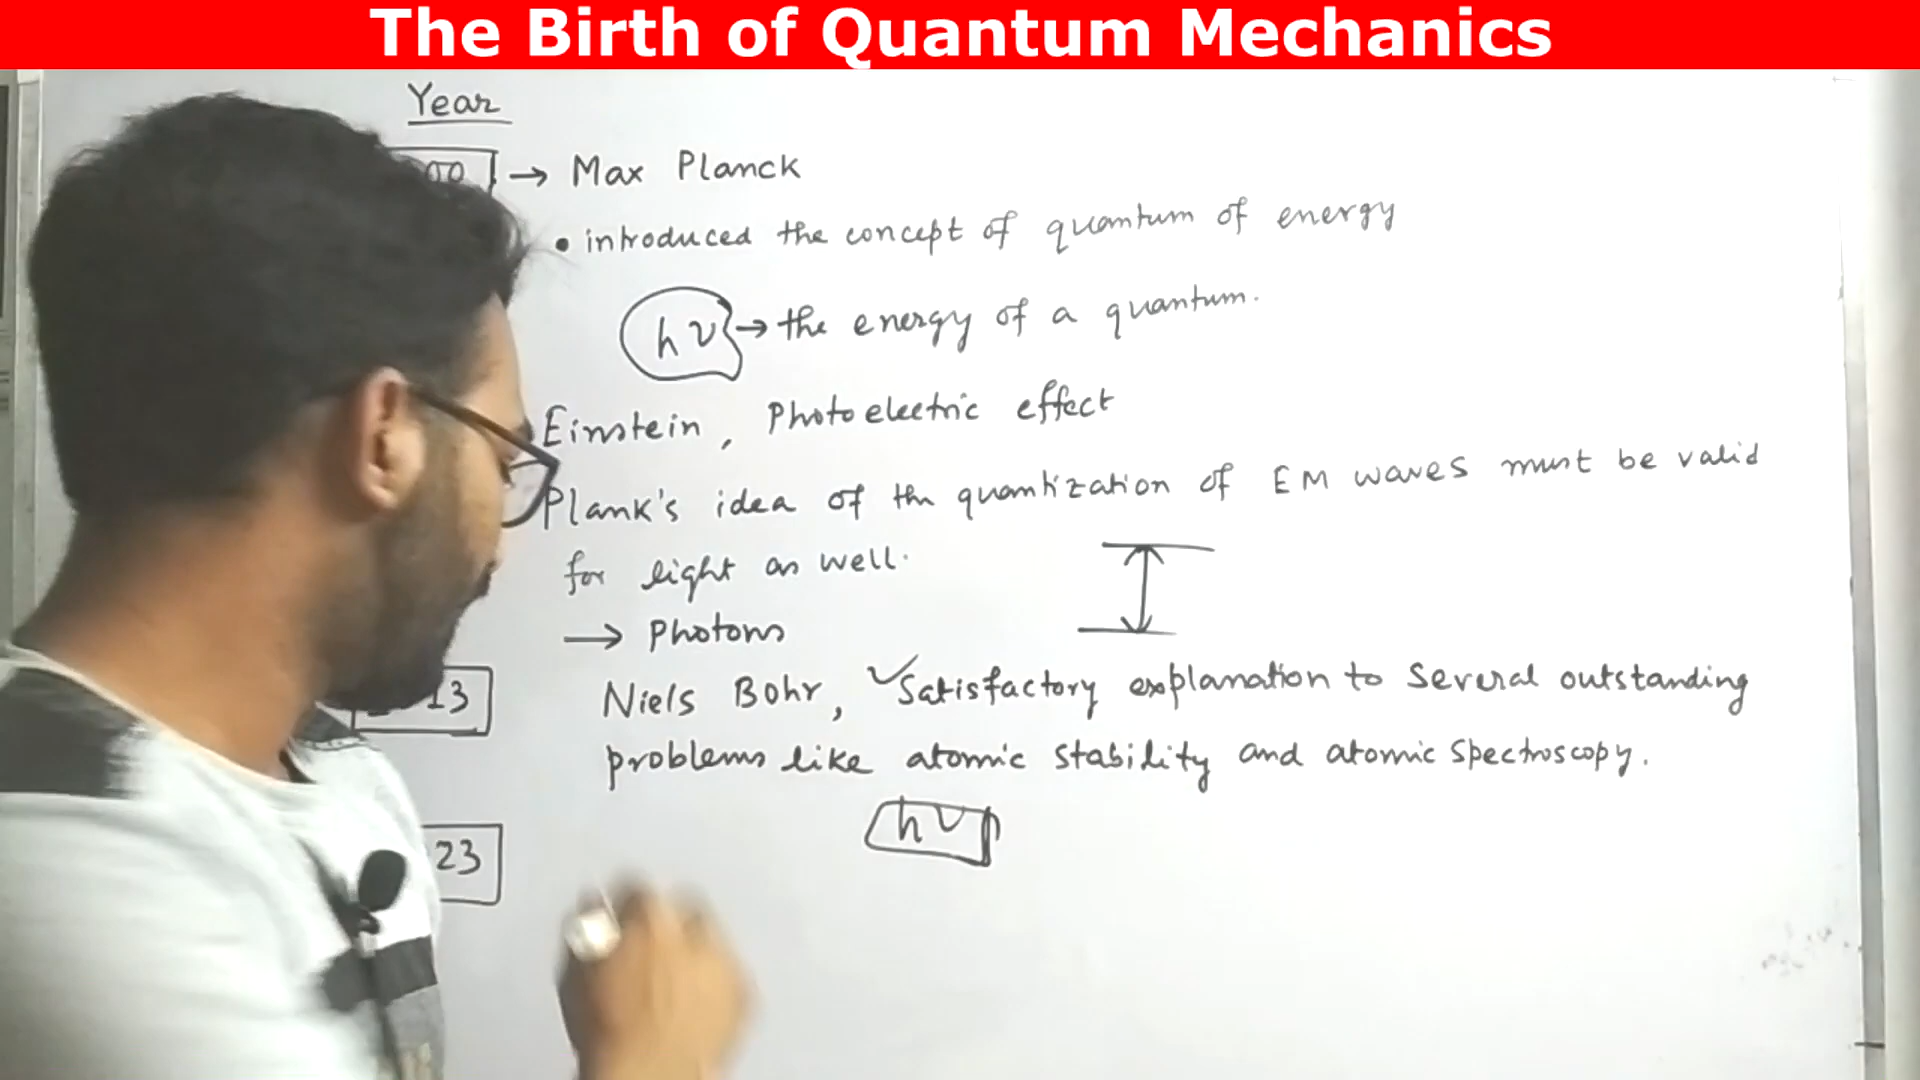 The Birth of Quantum Mechanics
Year
00 → Max Planck
• introduced the concept of quantum of energy
hν → the energy of a quantum.
Einstein, Photoelectric effect
Plank's idea of the quantization of EM waves must be valid
for light as well.
→ Photons
13 Niels Bohr, ✓Satisfactory explanation to several outstanding
problems like atomic stability and atomic spectroscopy.
hν
23